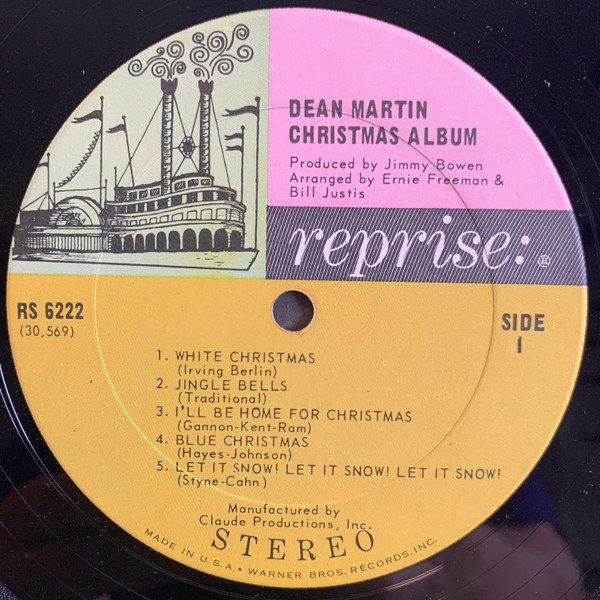 DEAN MARTIN
CHRISTMAS ALBUM
Produced by Jimmy Bowen
Arranged by Ernie Freeman &
Bill Justis
reprise: ®
RS 6222
(30,569)
SIDE
1
1. WHITE CHRISTMAS
(Irving Berlin)
2. JINGLE BELLS
(Traditional)
3. I'LL BE HOME FOR CHRISTMAS
(Gannon-Kent-Ram)
4. BLUE CHRISTMAS
(Hayes-Johnson)
5. LET IT SNOW! LET IT SNOW! LET IT SNOW!
(Styne-Cahn)
Manufactured by
Claude Productions, Inc.
STEREO
MADE IN U.S.A. • WARNER BROS. RECORDS, INC.